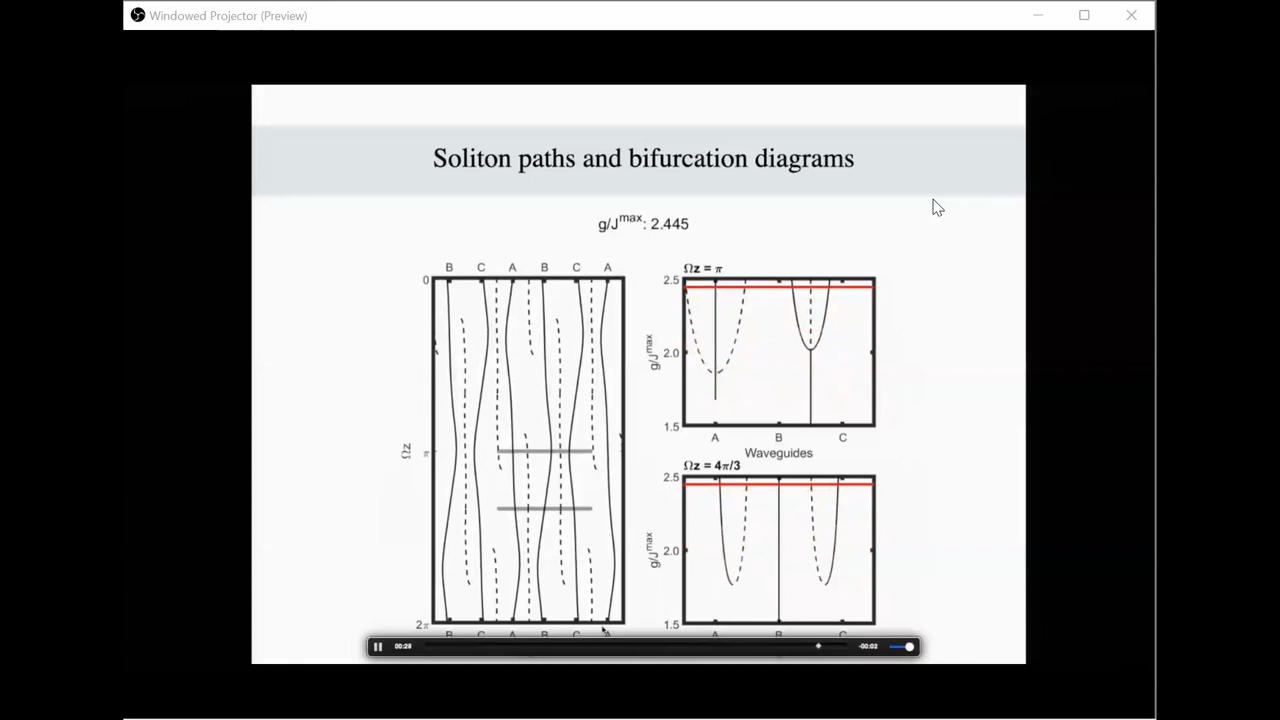 Windowed Projector (Preview)
Soliton paths and bifurcation diagrams
g/J^max: 2.445
B C A B C A
0
Ωz
π
2π
B C A B C A
Ωz = π
2.5
g/J^max
2.0
1.5
A B C
Waveguides
Ωz = 4π/3
2.5
g/J^max
2.0
1.5
A B C
00:28
-00:02